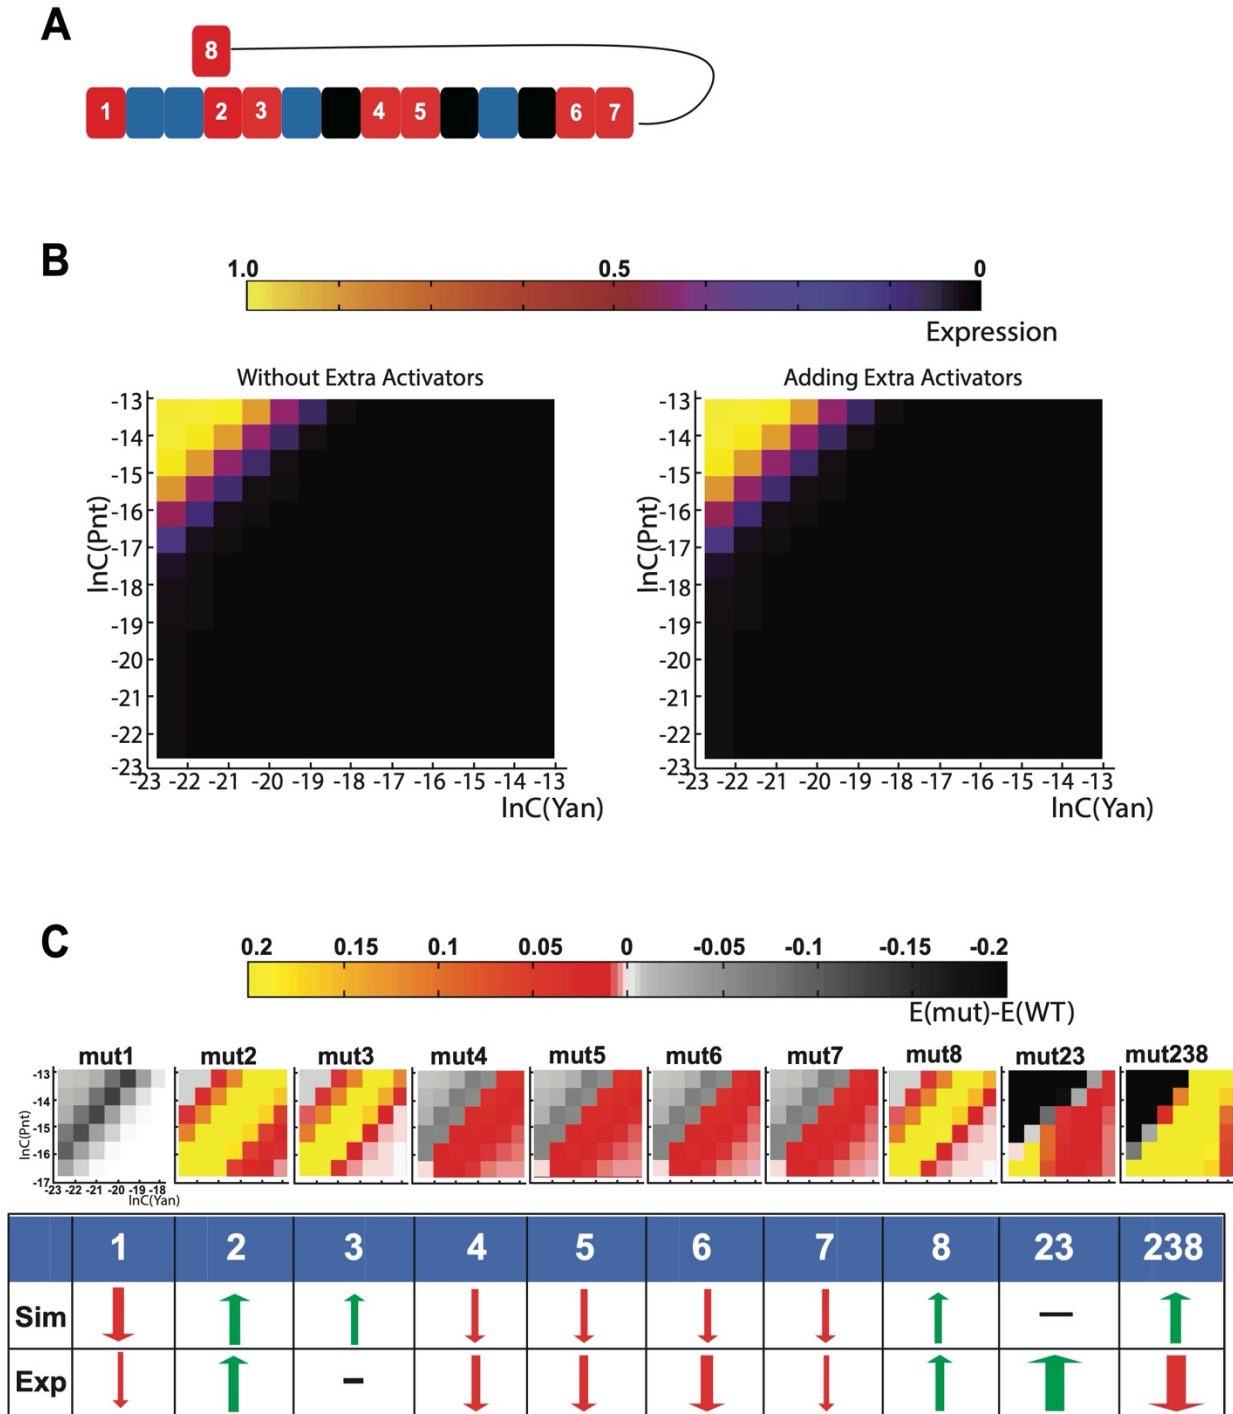 A
8
1 2 3 4 5 6 7
B
1.0 0.5 0
Expression
Without Extra Activators
-13
-14
-15
-16
-17
-18
-19
-20
-21
-22
-23
lnC(Pnt)
-23 -22 -21 -20 -19 -18 -17 -16 -15 -14 -13
lnC(Yan)
Adding Extra Activators
-13
-14
-15
-16
-17
-18
-19
-20
-21
-22
-23
lnC(Pnt)
-23 -22 -21 -20 -19 -18 -17 -16 -15 -14 -13
lnC(Yan)
C
0.2 0.15 0.1 0.05 0 -0.05 -0.1 -0.15 -0.2
E(mut)-E(WT)
mut1 mut2 mut3 mut4 mut5 mut6 mut7 mut8 mut23 mut238
-13
-14
-15
-16
-17
lnC(Pnt)
-23 -22 -21 -20 -19 -18
lnC(Yan)
1 2 3 4 5 6 7 8 23 238
Sim
Exp